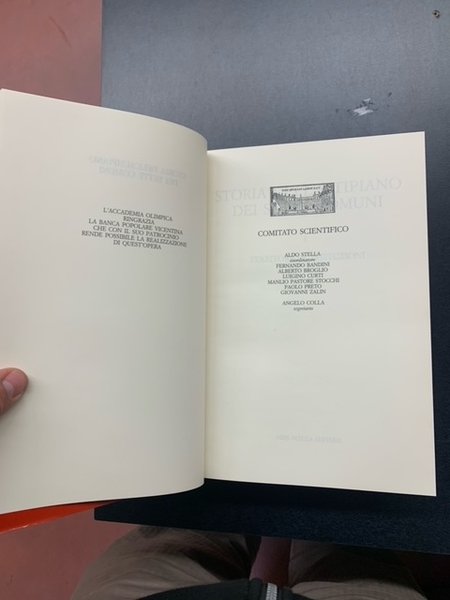 L'ACCADEMIA OLIMPICA
RINGRAZIA
LA BANCA POPOLARE VICENTINA
CHE CON IL SUO PATROCINIO
RENDE POSSIBILE LA REALIZZAZIONE
DI QUEST'OPERA
COMITATO SCIENTIFICO
ALDO STELLA
coordinatore
FERNANDO BANDINI
ALBERTO BROGLIO
LUIGINO CURTI
MANLIO PASTORE STOCCHI
PAOLO PRETO
GIOVANNI ZALIN
ANGELO COLLA
segretario